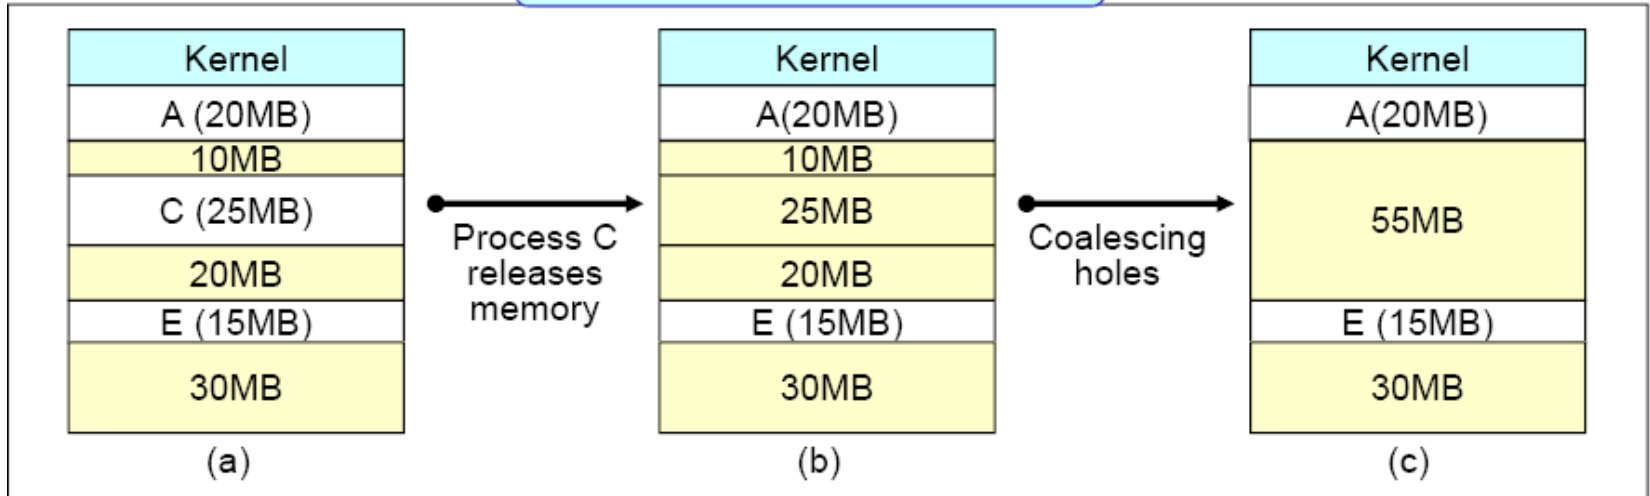 Kernel
A (20MB)
10MB
C (25MB)
20MB
E (15MB)
30MB
(a)
Process C
releases
memory
Kernel
A(20MB)
10MB
25MB
20MB
E (15MB)
30MB
(b)
Coalescing
holes
Kernel
A(20MB)
55MB
E (15MB)
30MB
(c)